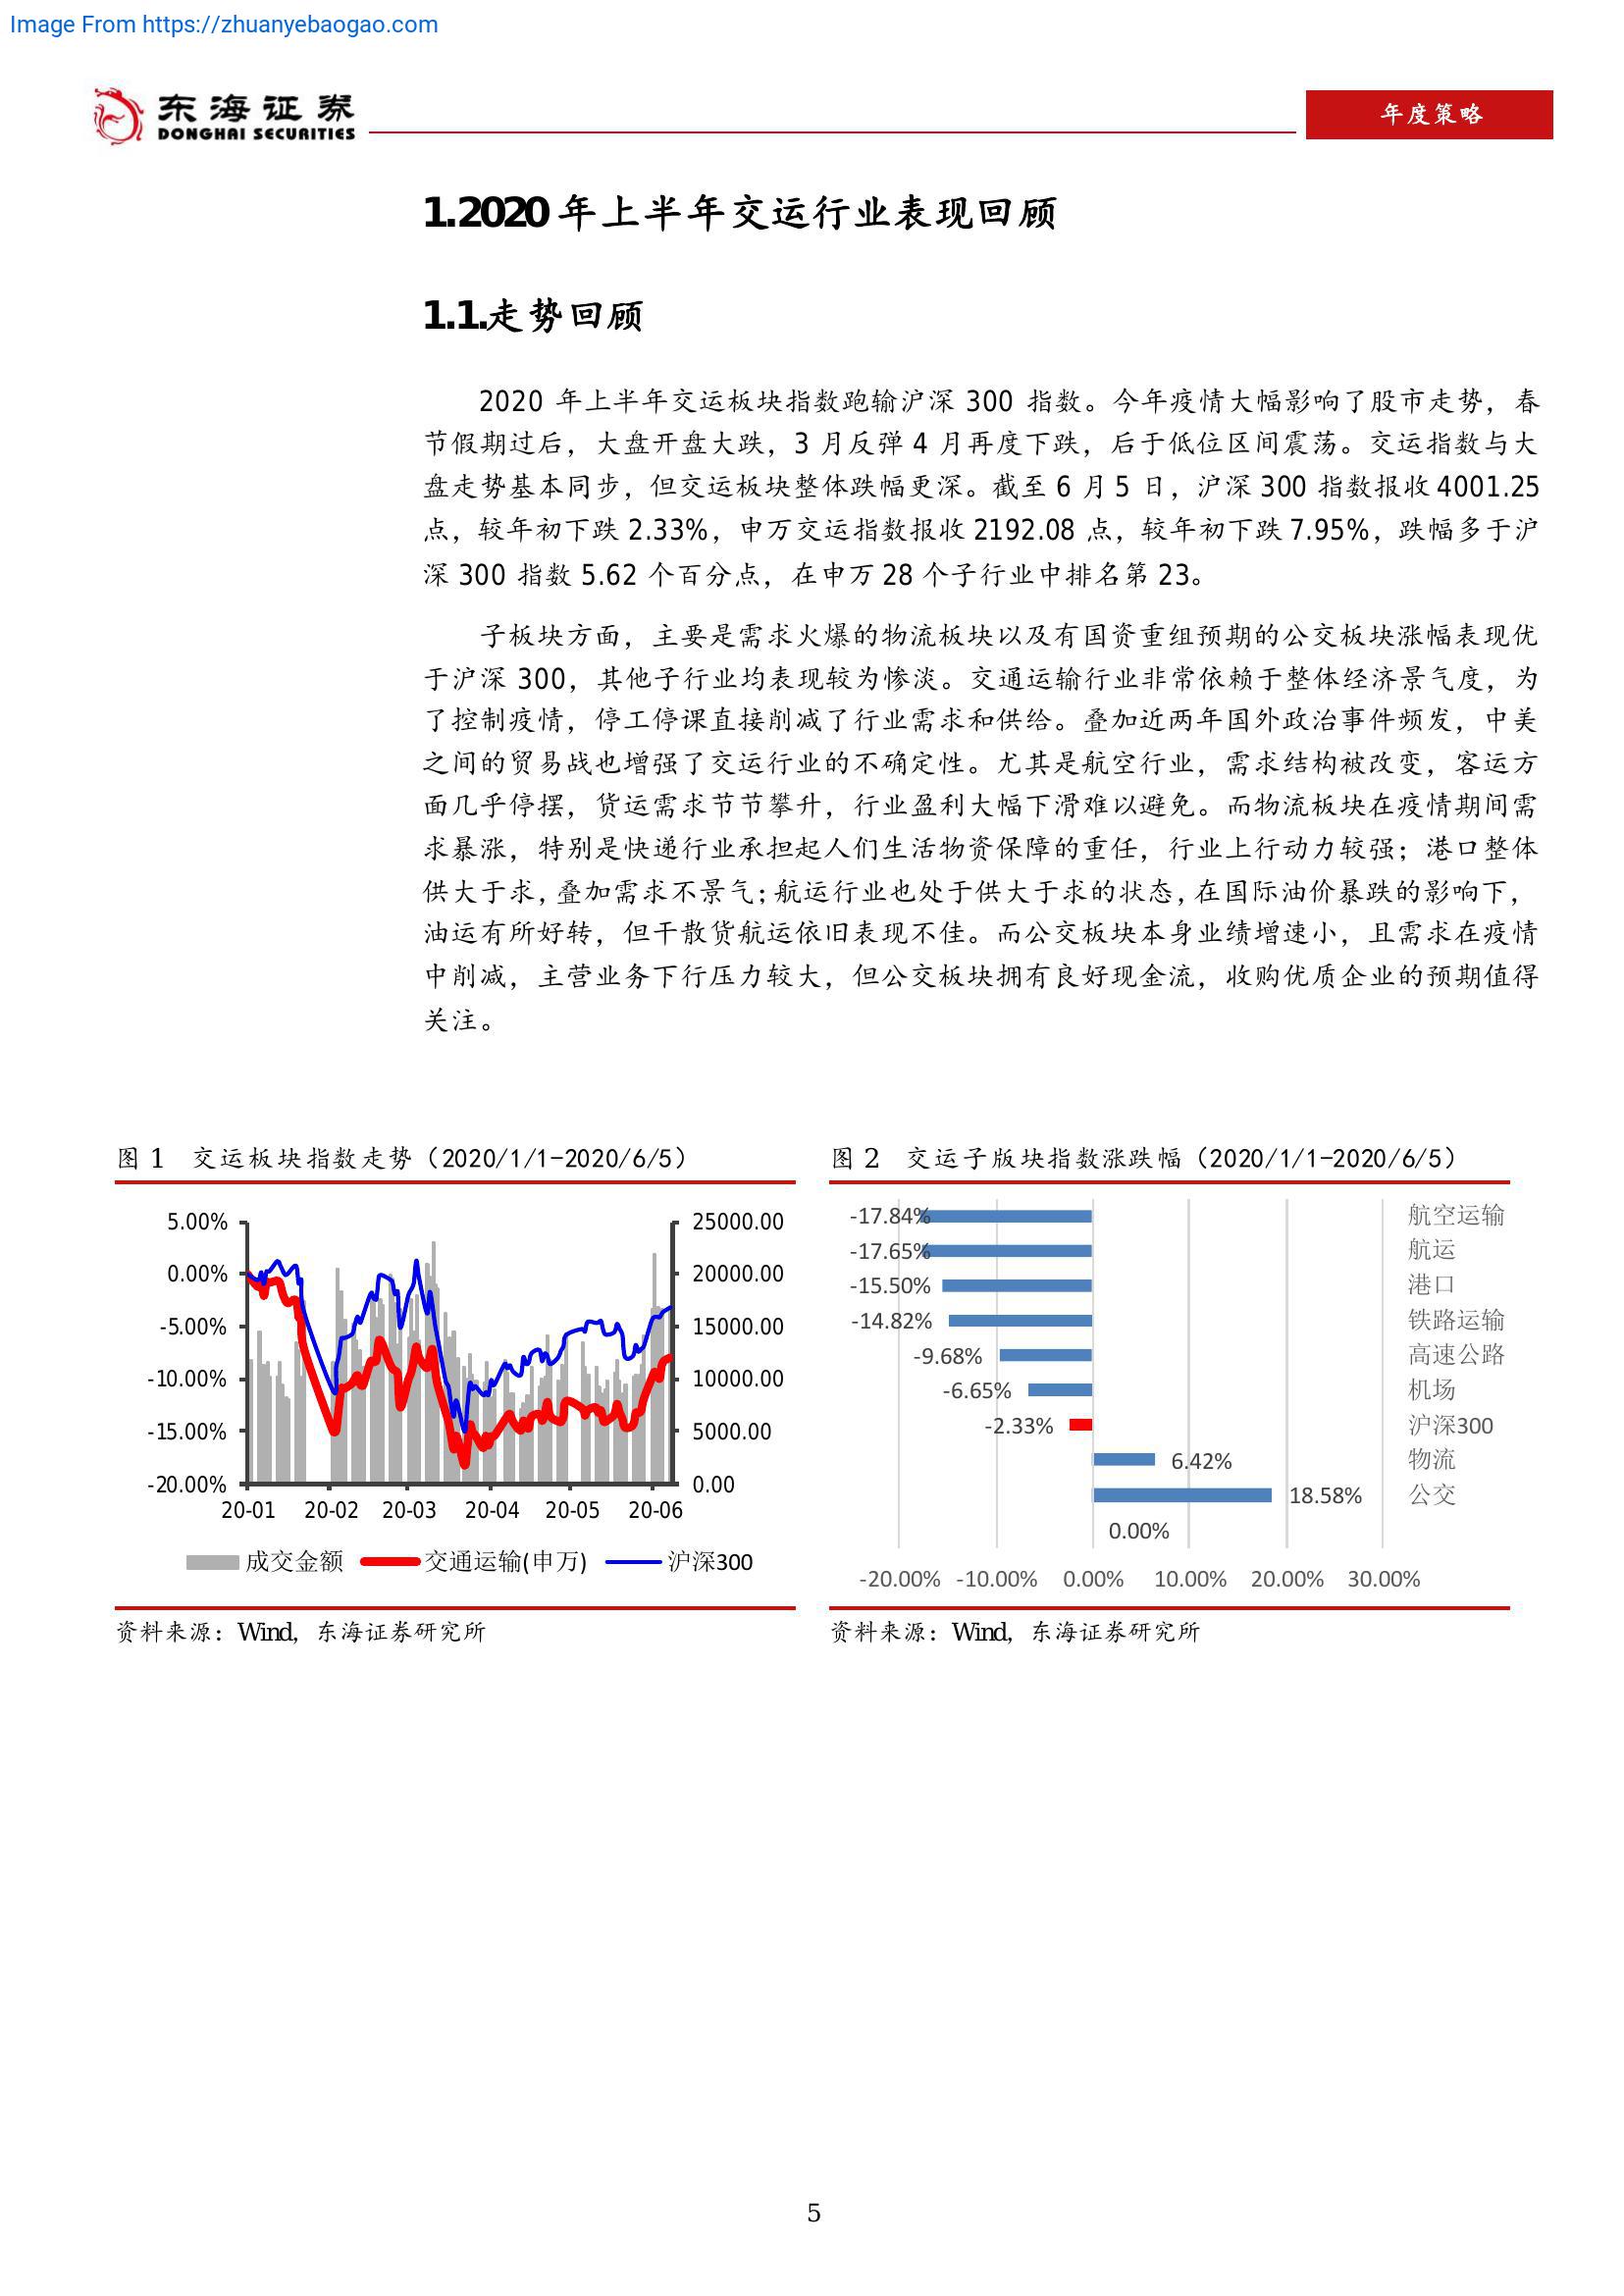 Image From https://zhuanyebaogao.com
东海证券
DONGHAI SECURITIES
年度策略
1.2020 年上半年交运行业表现回顾
1.1.走势回顾
2020 年上半年交运板块指数跑输沪深 300 指数。今年疫情大幅影响了股市走势，春
节假期过后，大盘开盘大跌，3 月反弹 4 月再度下跌，后于低位区间震荡。交运指数与大
盘走势基本同步，但交运板块整体跌幅更深。截至 6 月 5 日，沪深 300 指数报收 4001.25
点，较年初下跌 2.33%，申万交运指数报收 2192.08 点，较年初下跌 7.95%，跌幅多于沪
深 300 指数 5.62 个百分点，在申万 28 个子行业中排名第 23。
子板块方面，主要是需求火爆的物流板块以及有国资重组预期的公交板块涨幅表现优
于沪深 300，其他子行业均表现较为惨淡。交通运输行业非常依赖于整体经济景气度，为
了控制疫情，停工停课直接削减了行业需求和供给。叠加近两年国外政治事件频发，中美
之间的贸易战也增强了交运行业的不确定性。尤其是航空行业，需求结构被改变，客运方
面几乎停摆，货运需求节节攀升，行业盈利大幅下滑难以避免。而物流板块在疫情期间需
求暴涨，特别是快递行业承担起人们生活物资保障的重任，行业上行动力较强；港口整体
供大于求，叠加需求不景气；航运行业也处于供大于求的状态，在国际油价暴跌的影响下，
油运有所好转，但干散货航运依旧表现不佳。而公交板块本身业绩增速小，且需求在疫情
中削减，主营业务下行压力较大，但公交板块拥有良好现金流，收购优质企业的预期值得
关注。
图 1 交运板块指数走势（2020/1/1-2020/6/5）
5.00%
0.00%
-5.00%
-10.00%
-15.00%
-20.00%
25000.00
20000.00
15000.00
10000.00
5000.00
0.00
20-01 20-02 20-03 20-04 20-05 20-06
成交金额 交通运输(申万) 沪深300
资料来源：Wind，东海证券研究所
图 2 交运子版块指数涨跌幅（2020/1/1-2020/6/5）
-17.84% 航空运输
-17.65% 航运
-15.50% 港口
-14.82% 铁路运输
-9.68% 高速公路
-6.65% 机场
-2.33% 沪深300
6.42% 物流
18.58% 公交
0.00%
-20.00% -10.00% 0.00% 10.00% 20.00% 30.00%
资料来源：Wind，东海证券研究所
5